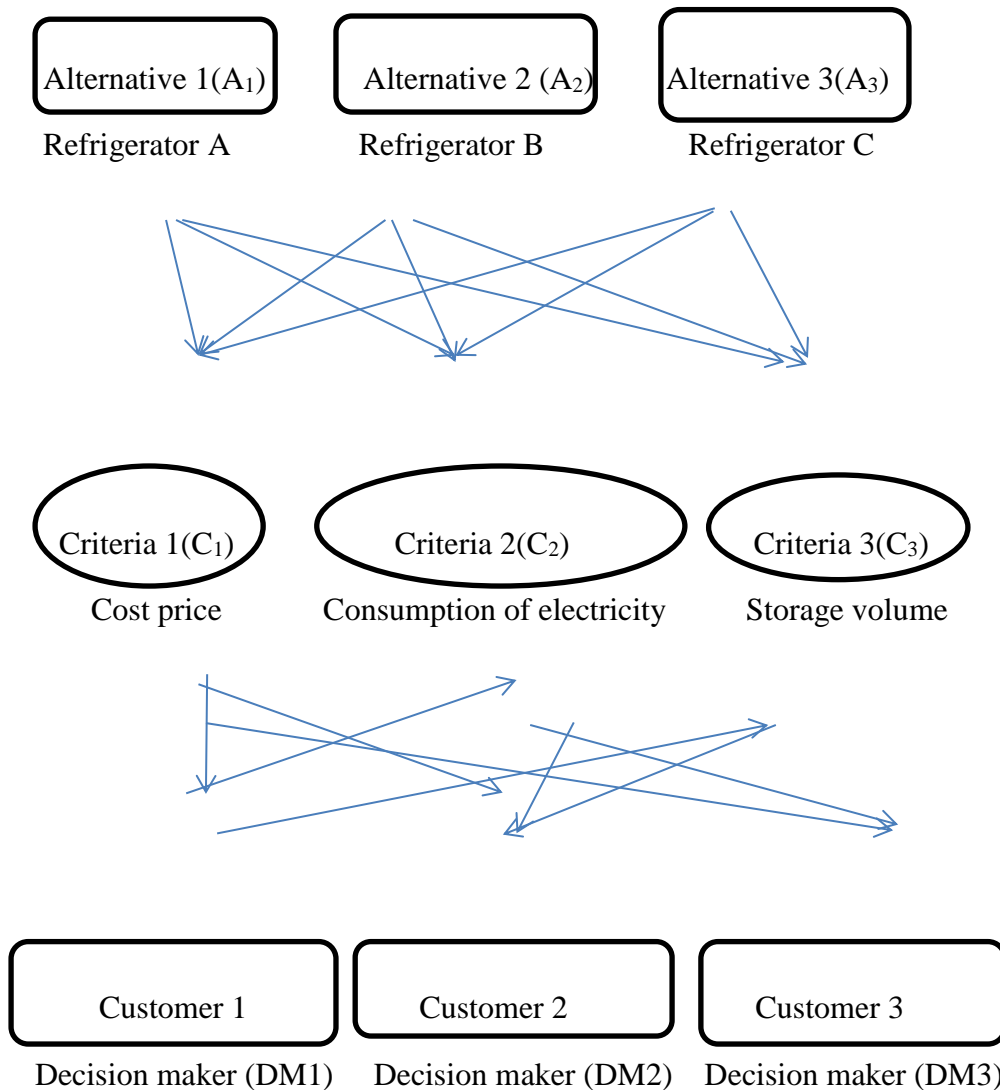 Alternative 1(A₁) Alternative 2 (A₂) Alternative 3(A₃)
Refrigerator A Refrigerator B Refrigerator C
Criteria 1(C₁) Criteria 2(C₂) Criteria 3(C₃)
Cost price Consumption of electricity Storage volume
Customer 1 Customer 2 Customer 3
Decision maker (DM1) Decision maker (DM2) Decision maker (DM3)